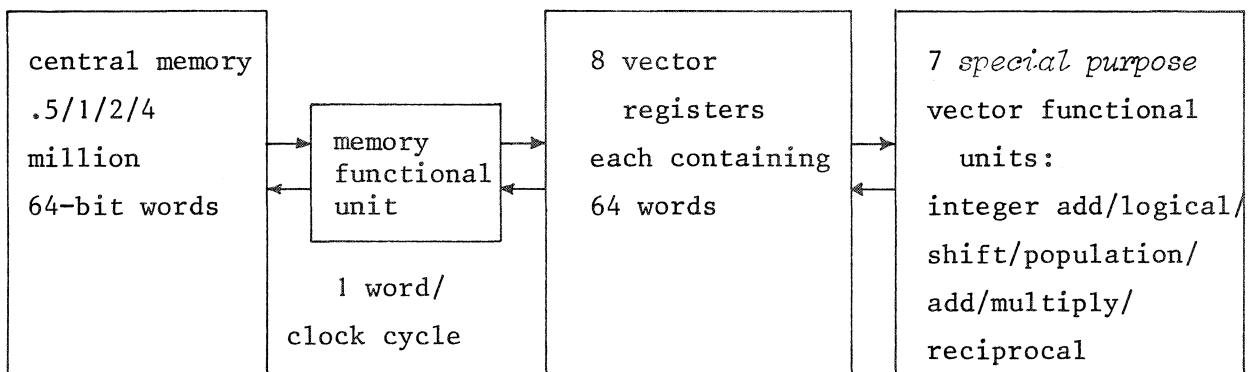 central memory
.5/1/2/4
million
64-bit words
memory
functional
unit
1 word/
clock cycle
8 vector
registers
each containing
64 words
7 special purpose
vector functional
units:
integer add/logical/
shift/population/
add/multiply/
reciprocal